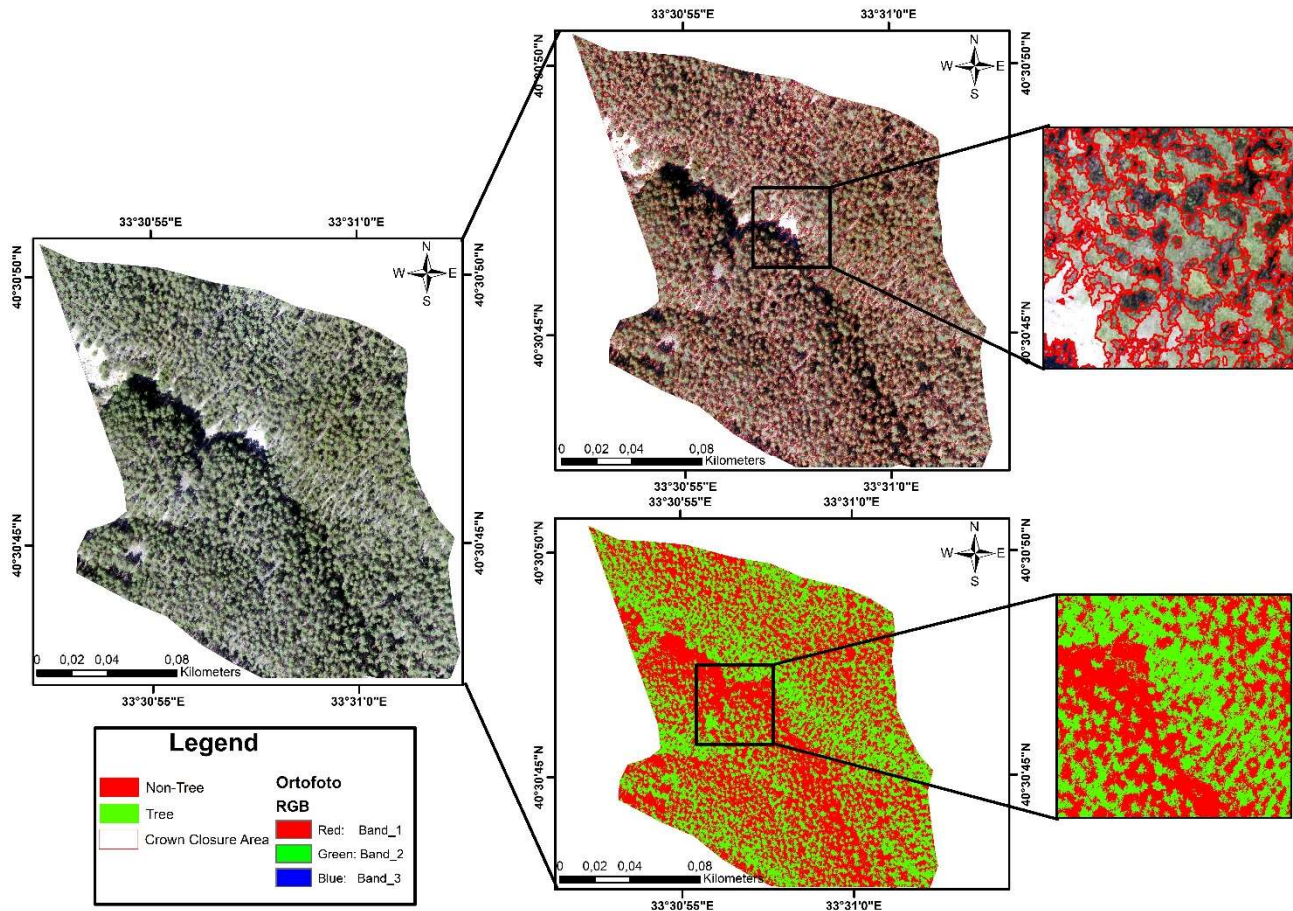 33°30'55"E
33°31'0"E
40°30'50"N
40°30'45"N
N
W
E
S
40°30'50"N
40°30'45"N
0 0,02 0,04 0,08
Kilometers
33°30'55"E
33°31'0"E
33°30'55"E
33°31'0"E
40°30'50"N
40°30'45"N
N
W
E
S
40°30'50"N
40°30'45"N
0 0,02 0,04 0,08
Kilometers
33°30'55"E
33°31'0"E
33°30'55"E
33°31'0"E
40°30'50"N
40°30'45"N
N
W
E
S
40°30'50"N
40°30'45"N
0 0,02 0,04 0,08
Kilometers
33°30'55"E
33°31'0"E
Legend
Non-Tree
Tree
Crown Closure Area
Ortofoto
RGB
Red: Band_1
Green: Band_2
Blue: Band_3